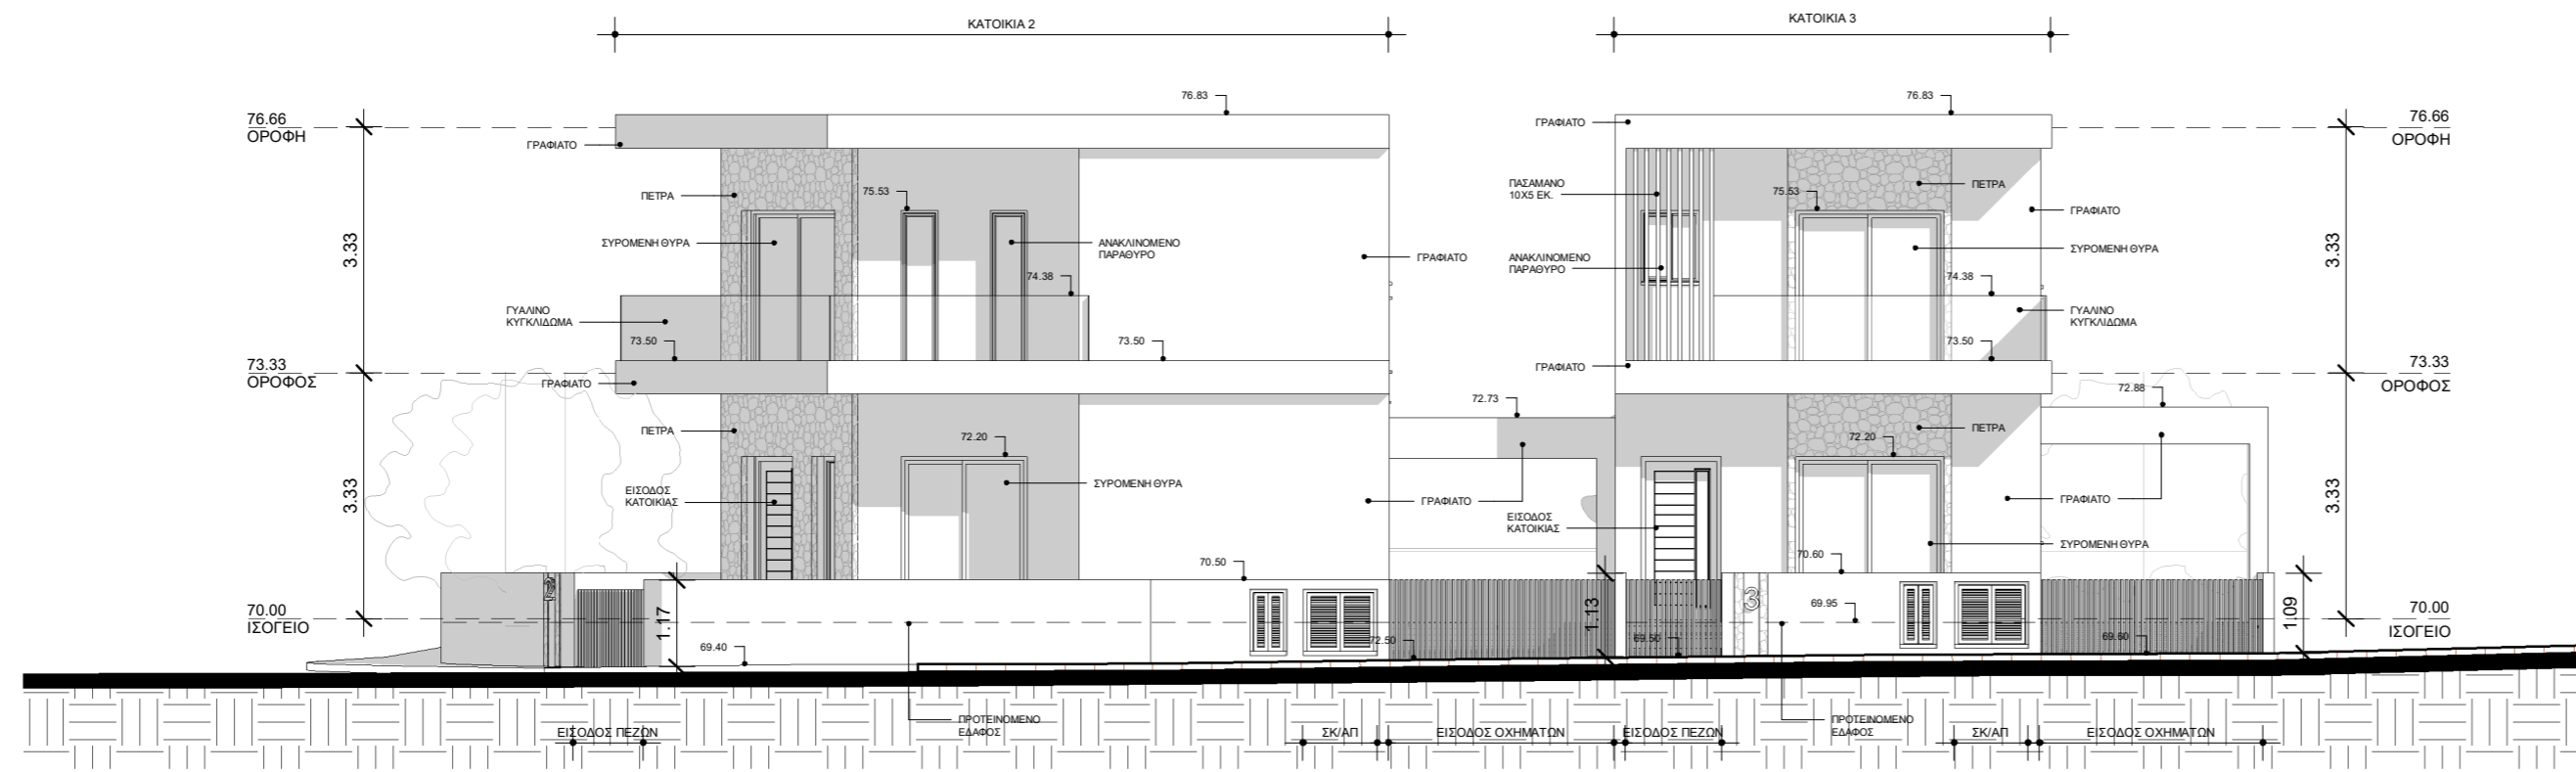 ΚΑΤΟΙΚΙΑ 2
ΚΑΤΟΙΚΙΑ 3
76.83
76.83
76.66
ΟΡΟΦΗ
ΓΡΑΦΙΑΤΟ
ΓΡΑΦΙΑΤΟ
76.66
ΟΡΟΦΗ
ΠΕΤΡΑ
75.53
ΠΑΣΑΜΑΝΟ
10X5 ΕΚ.
75.53
ΠΕΤΡΑ
ΓΡΑΦΙΑΤΟ
3.33
ΣΥΡΟΜΕΝΗ ΘΥΡΑ
ΑΝΑΚΛΙΝΟΜΕΝΟ
ΠΑΡΑΘΥΡΟ
ΓΡΑΦΙΑΤΟ
ΑΝΑΚΛΙΝΟΜΕΝΟ
ΠΑΡΑΘΥΡΟ
ΣΥΡΟΜΕΝΗ ΘΥΡΑ
3.33
74.38
74.38
ΓΥΑΛΙΝΟ
ΚΥΓΚΛΙΔΩΜΑ
ΓΥΑΛΙΝΟ
ΚΥΓΚΛΙΔΩΜΑ
73.50
73.50
73.50
73.33
ΟΡΟΦΟΣ
ΓΡΑΦΙΑΤΟ
ΓΡΑΦΙΑΤΟ
73.33
ΟΡΟΦΟΣ
72.73
72.88
ΠΕΤΡΑ
72.20
72.20
ΠΕΤΡΑ
3.33
ΕΙΣΟΔΟΣ
ΚΑΤΟΙΚΙΑΣ
ΣΥΡΟΜΕΝΗ ΘΥΡΑ
ΓΡΑΦΙΑΤΟ
ΕΙΣΟΔΟΣ
ΚΑΤΟΙΚΙΑΣ
ΓΡΑΦΙΑΤΟ
3.33
ΣΥΡΟΜΕΝΗ ΘΥΡΑ
70.50
70.60
2
3
70.00
ΙΣΟΓΕΙΟ
1.17
1.13
69.95
1.09
70.00
ΙΣΟΓΕΙΟ
69.40
72.50
69.50
69.60
ΠΡΟΤΕΙΝΟΜΕΝΟ
ΕΔΑΦΟΣ
ΠΡΟΤΕΙΝΟΜΕΝΟ
ΕΔΑΦΟΣ
ΕΙΣΟΔΟΣ ΠΕΖΩΝ
ΣΚ/ΑΠ
ΕΙΣΟΔΟΣ ΟΧΗΜΑΤΩΝ
ΕΙΣΟΔΟΣ ΠΕΖΩΝ
ΣΚ/ΑΠ
ΕΙΣΟΔΟΣ ΟΧΗΜΑΤΩΝ